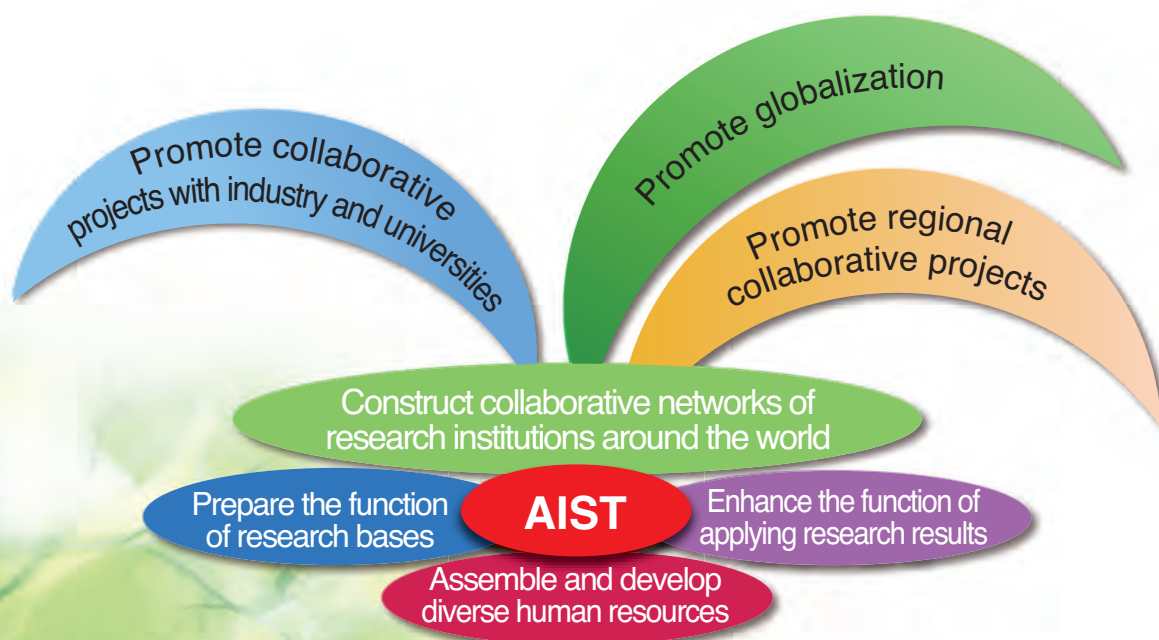 Promote collaborative
projects with industry and universities
Promote globalization
Promote regional
collaborative projects
Construct collaborative networks of
research institutions around the world
Prepare the function
of research bases
AIST
Enhance the function of
applying research results
Assemble and develop
diverse human resources